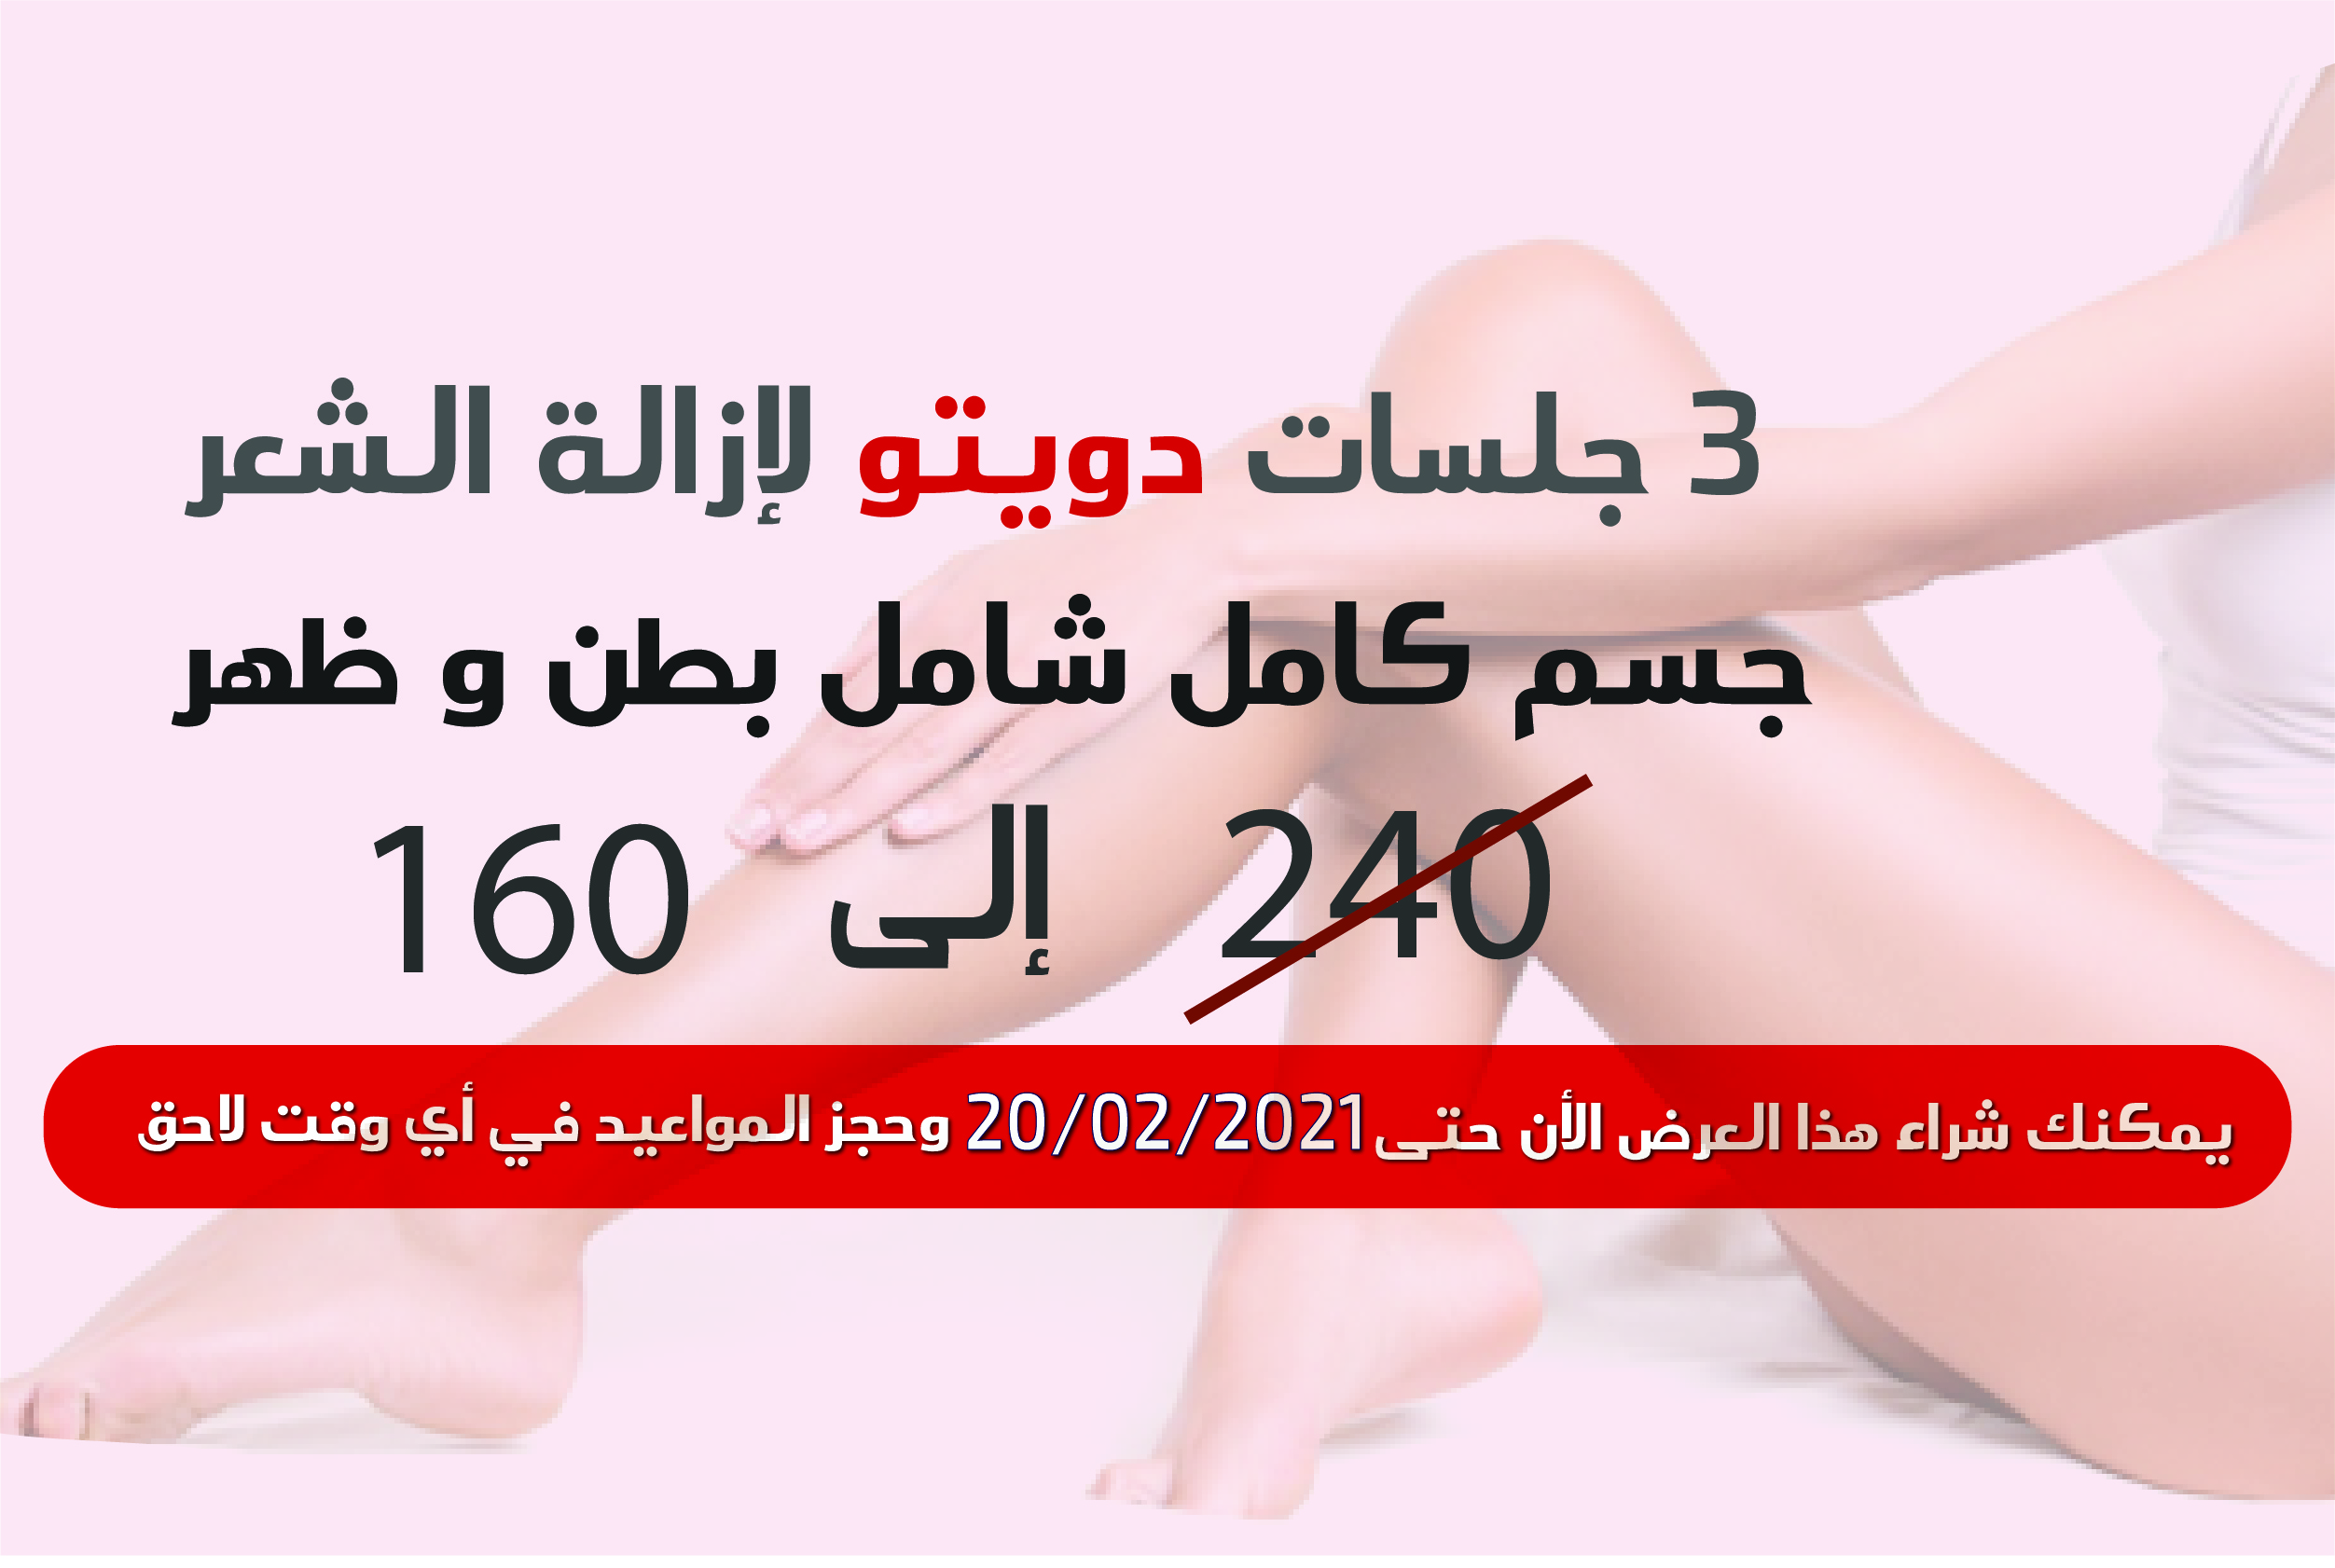 3 جلسات دويتو لإزالة الشعر
جسم كامل شامل بطن و ظهر
240 إلى 160
يمكنك شراء هذا العرض الأن حتى 20/02/2021 وحجز المواعيد في أي وقت لاحق